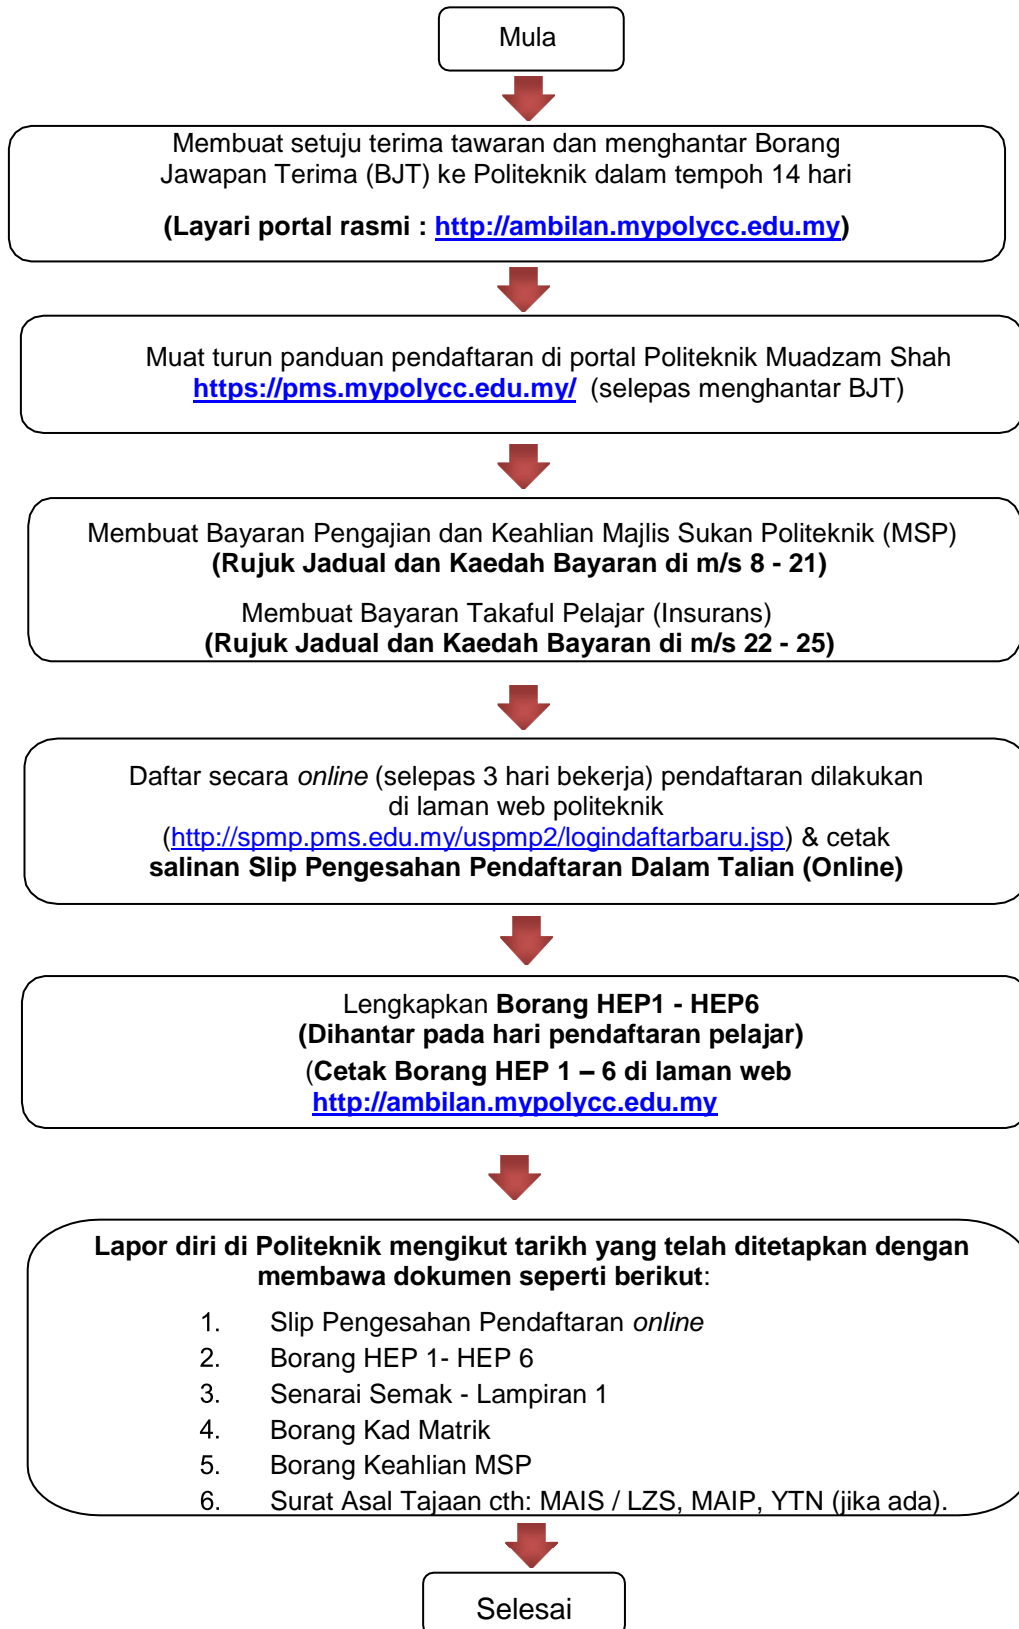 Mula
Membuat setuju terima tawaran dan menghantar Borang
Jawapan Terima (BJT) ke Politeknik dalam tempoh 14 hari
(Layari portal rasmi : http://ambilan.mypolycc.edu.my)
Muat turun panduan pendaftaran di portal Politeknik Muadzam Shah
https://pms.mypolycc.edu.my/ (selepas menghantar BJT)
Membuat Bayaran Pengajian dan Keahlian Majlis Sukan Politeknik (MSP)
(Rujuk Jadual dan Kaedah Bayaran di m/s 8 - 21)
Membuat Bayaran Takaful Pelajar (Insurans)
(Rujuk Jadual dan Kaedah Bayaran di m/s 22 - 25)
Daftar secara online (selepas 3 hari bekerja) pendaftaran dilakukan
di laman web politeknik
(http://spmp.pms.edu.my/uspmp2/logindaftarbaru.jsp) & cetak
salinan Slip Pengesahan Pendaftaran Dalam Talian (Online)
Lengkapkan Borang HEP1 - HEP6
(Dihantar pada hari pendaftaran pelajar)
(Cetak Borang HEP 1 – 6 di laman web
http://ambilan.mypolycc.edu.my
Lapor diri di Politeknik mengikut tarikh yang telah ditetapkan dengan
membawa dokumen seperti berikut:
1. Slip Pengesahan Pendaftaran online
2. Borang HEP 1- HEP 6
3. Senarai Semak - Lampiran 1
4. Borang Kad Matrik
5. Borang Keahlian MSP
6. Surat Asal Tajaan cth: MAIS / LZS, MAIP, YTN (jika ada).
Selesai